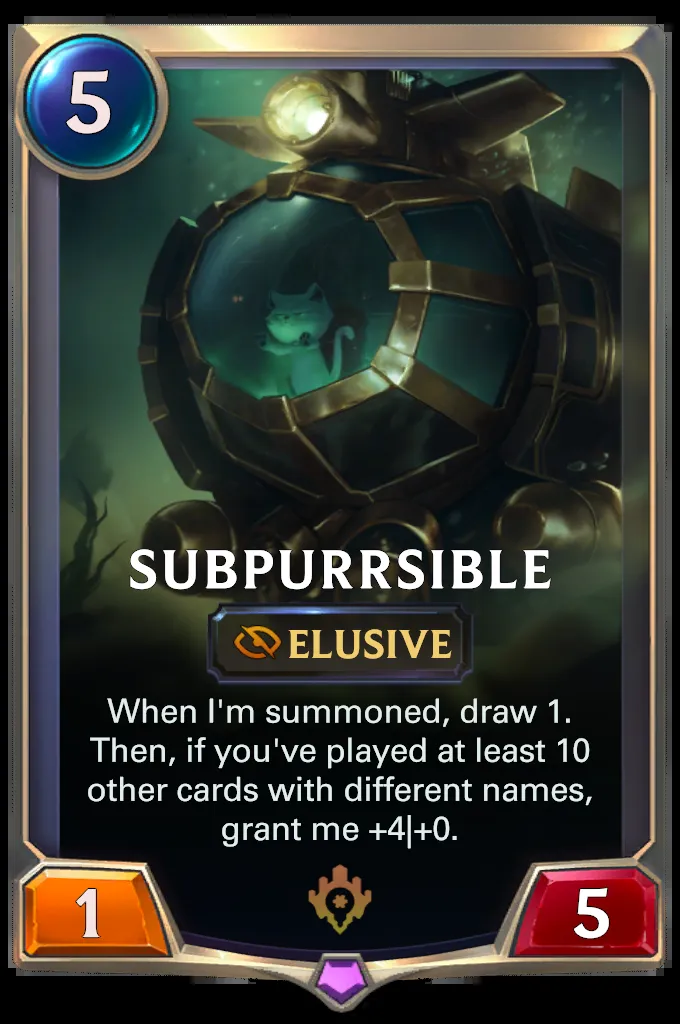 5
SUBPURRSIBLE
ELUSIVE
When I'm summoned, draw 1.
Then, if you've played at least 10
other cards with different names,
grant me +4|+0.
1
5